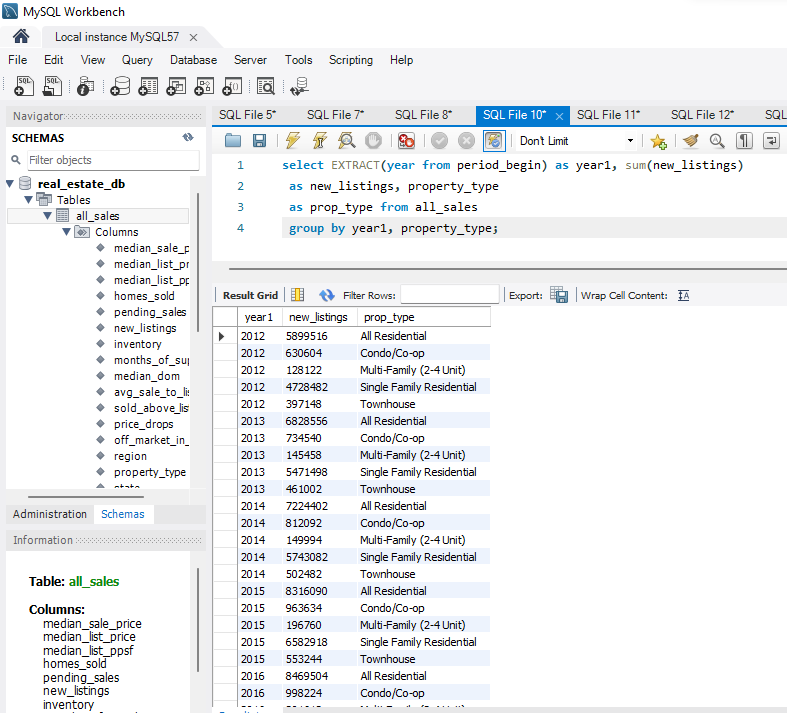 MySQL Workbench
Local instance MySQL57
File Edit View Query Database Server Tools Scripting Help
Navigator
SCHEMAS
Filter objects
real_estate_db
Tables
all_sales
Columns
median_sale_p
median_list_pr
median_list_pp
homes_sold
pending_sales
new_listings
inventory
months_of_sup
median_dom
avg_sale_to_lis
sold_above_list
price_drops
off_market_in_
region
property_type
state
Administration Schemas
Information
Table: all_sales
Columns:
median_sale_price
median_list_price
median_list_ppsf
homes_sold
pending_sales
new_listings
inventory
SQL File 5* SQL File 7* SQL File 8* SQL File 10* SQL File 11* SQL File 12* SQL
Don't Limit
1 select EXTRACT(year from period_begin) as year1, sum(new_listings)
2 as new_listings, property_type
3 as prop_type from all_sales
4 group by year1, property_type;
Result Grid Filter Rows: Export: Wrap Cell Content:
year1 new_listings prop_type
2012 5899516 All Residential
2012 630604 Condo/Co-op
2012 128122 Multi-Family (2-4 Unit)
2012 4728482 Single Family Residential
2012 397148 Townhouse
2013 6828556 All Residential
2013 734540 Condo/Co-op
2013 145458 Multi-Family (2-4 Unit)
2013 5471498 Single Family Residential
2013 461002 Townhouse
2014 7224402 All Residential
2014 812092 Condo/Co-op
2014 149994 Multi-Family (2-4 Unit)
2014 5743082 Single Family Residential
2014 502482 Townhouse
2015 8316090 All Residential
2015 963634 Condo/Co-op
2015 196760 Multi-Family (2-4 Unit)
2015 6582918 Single Family Residential
2015 553244 Townhouse
2016 8469504 All Residential
2016 998224 Condo/Co-op